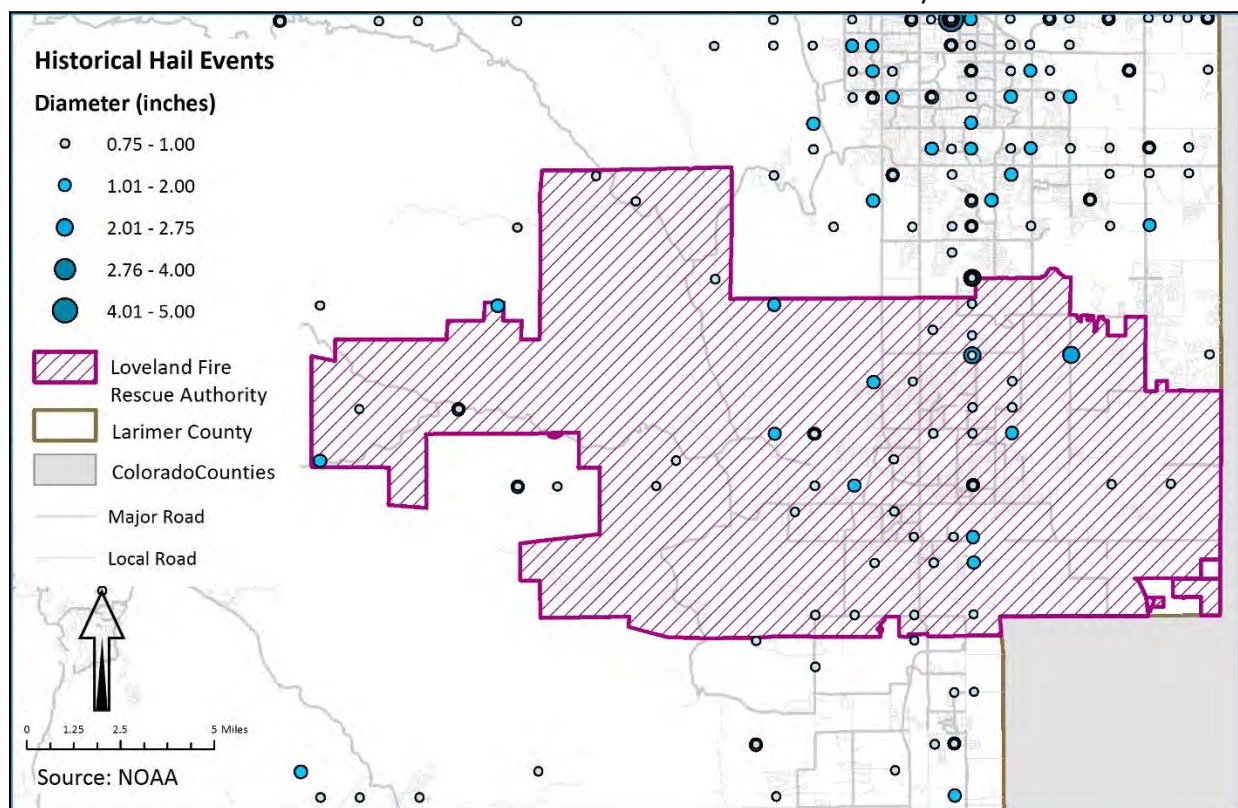 Historical Hail Events
Diameter (inches)
0.75 - 1.00
1.01 - 2.00
2.01 - 2.75
2.76 - 4.00
4.01 - 5.00
Loveland Fire
Rescue Authority
Larimer County
ColoradoCounties
Major Road
Local Road
0 1.25 2.5 5 Miles
Source: NOAA